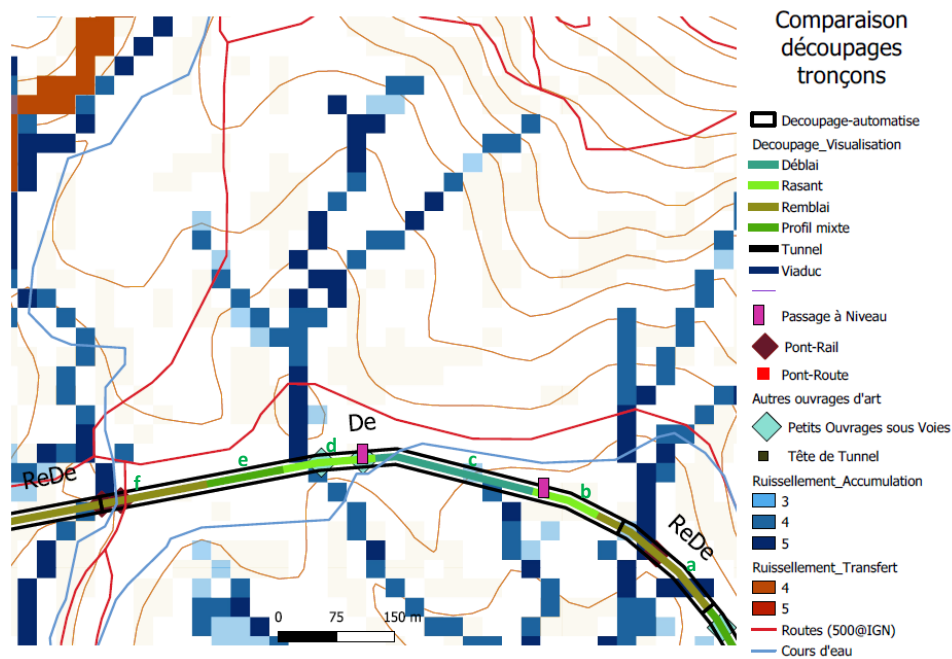 Comparaison
découpages
tronçons
Decoupage-automatise
Decoupage_Visualisation
Déblai
Rasant
Remblai
Profil mixte
Tunnel
Viaduc
Passage à Niveau
Pont-Rail
Pont-Route
Autres ouvrages d'art
Petits Ouvrages sous Voies
Tête de Tunnel
Ruissellement_Accumulation
3
4
5
Ruissellement_Transfert
4
5
Routes (500@IGN)
Cours d'eau
ReDe
f
e
d
De
c
b
ReDe
a
0 75 150 m